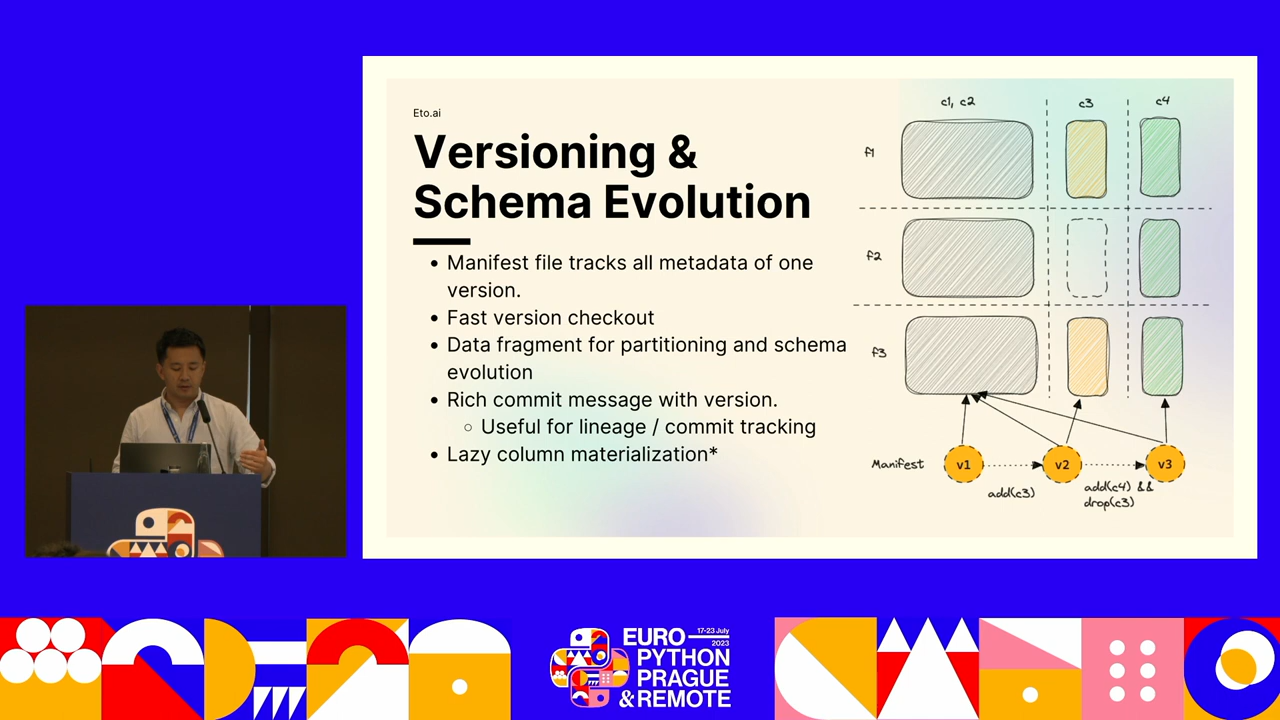 Eto.ai
Versioning &
Schema Evolution
• Manifest file tracks all metadata of one
version.
• Fast version checkout
• Data fragment for partitioning and schema
evolution
• Rich commit message with version.
◦ Useful for lineage / commit tracking
• Lazy column materialization*
c1, c2
c3
c4
f1
f2
f3
Manifest
v1
v2
v3
add(c3)
add(c4) &&
drop(c3)
EURO
17-23 July
2023
PYTHON
PRAGUE
& REMOTE